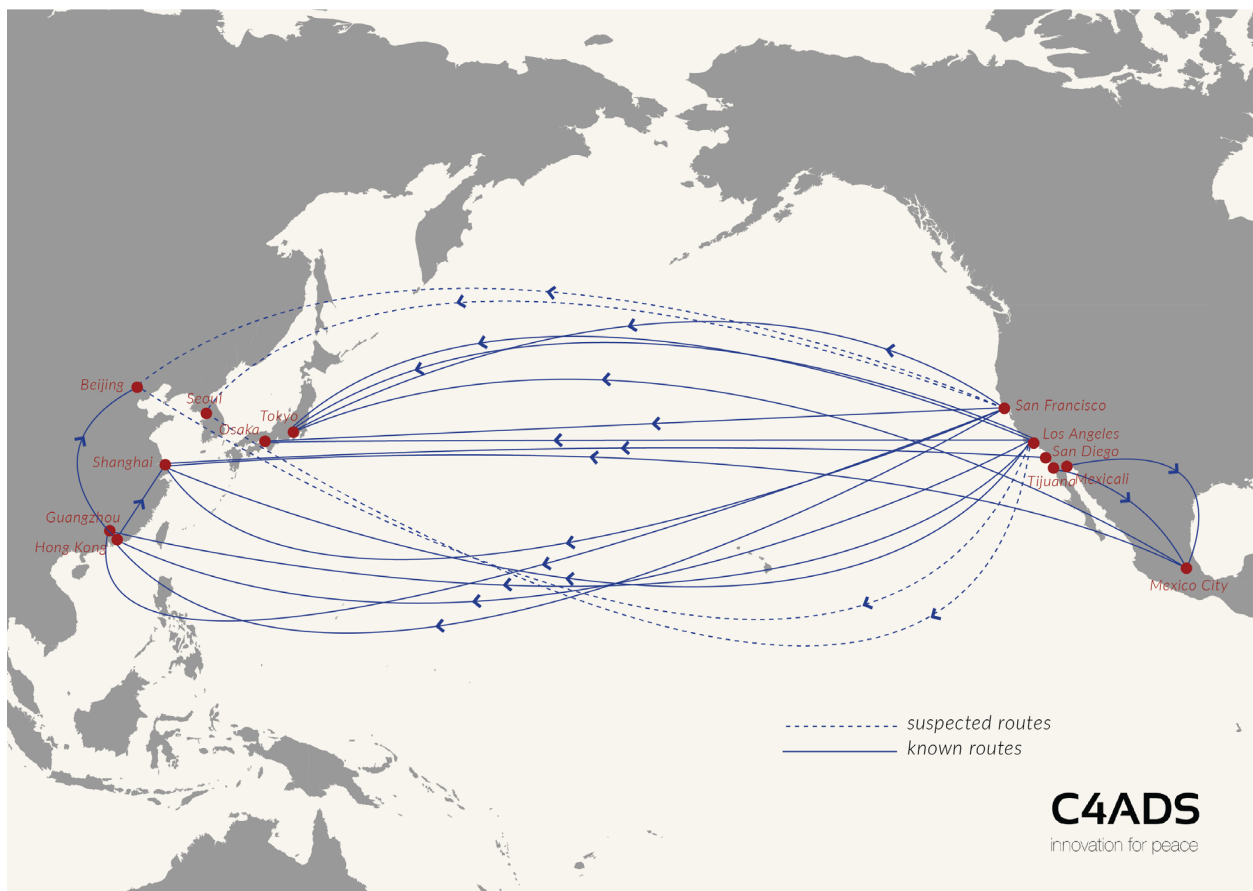 Beijing
Seoul
Tokyo
Osaka
Shanghai
Guangzhou
Hong Kong
San Francisco
Los Angeles
San Diego
Tijuana
Mexicali
Mexico City
suspected routes
known routes
C4ADS
innovation for peace